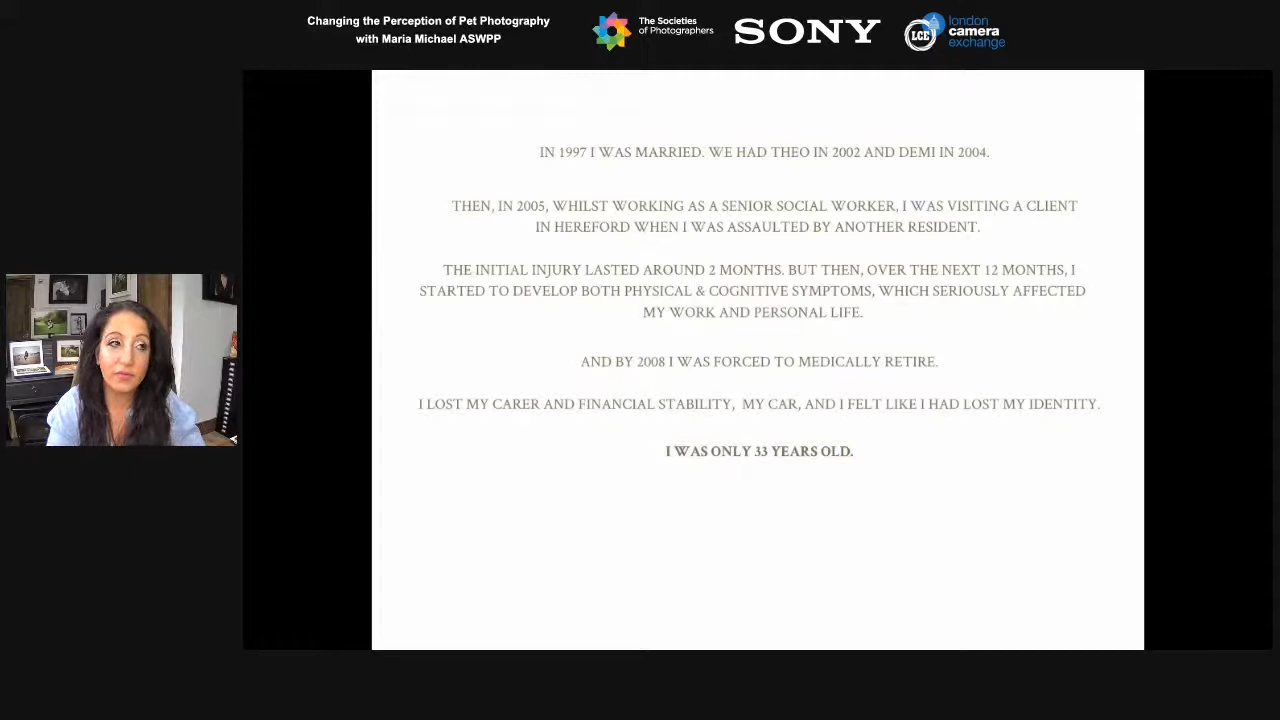 Changing the Perception of Pet Photography
with Maria Michael ASWPP
The Societies
of Photographers
SONY
LCE
london
camera
exchange
IN 1997 I WAS MARRIED. WE HAD THEO IN 2002 AND DEMI IN 2004.
THEN, IN 2005, WHILST WORKING AS A SENIOR SOCIAL WORKER, I WAS VISITING A CLIENT
IN HEREFORD WHEN I WAS ASSAULTED BY ANOTHER RESIDENT.
THE INITIAL INJURY LASTED AROUND 2 MONTHS. BUT THEN, OVER THE NEXT 12 MONTHS, I
STARTED TO DEVELOP BOTH PHYSICAL & COGNITIVE SYMPTOMS, WHICH SERIOUSLY AFFECTED
MY WORK AND PERSONAL LIFE.
AND BY 2008 I WAS FORCED TO MEDICALLY RETIRE.
I LOST MY CARER AND FINANCIAL STABILITY, MY CAR, AND I FELT LIKE I HAD LOST MY IDENTITY.
I WAS ONLY 33 YEARS OLD.